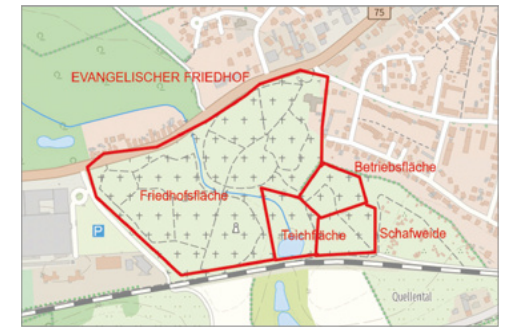 75
EVANGELISCHER FRIEDHOF
Betriebsfläche
Friedhofsfläche
P
Teichfläche
Schafweide
Quellental